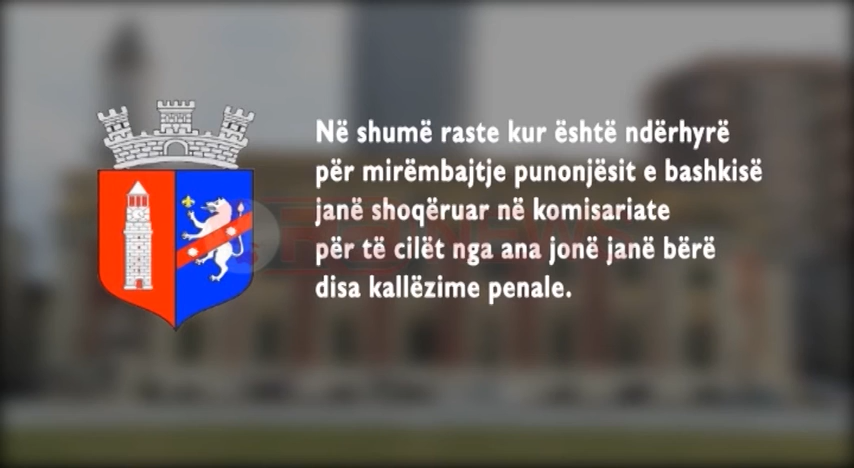 Në shumë raste kur është ndërhyrë
për mirëmbajtje punonjësit e bashkisë
janë shoqëruar në komisariate
për të cilët nga ana jonë janë bërë
disa kallëzime penale.